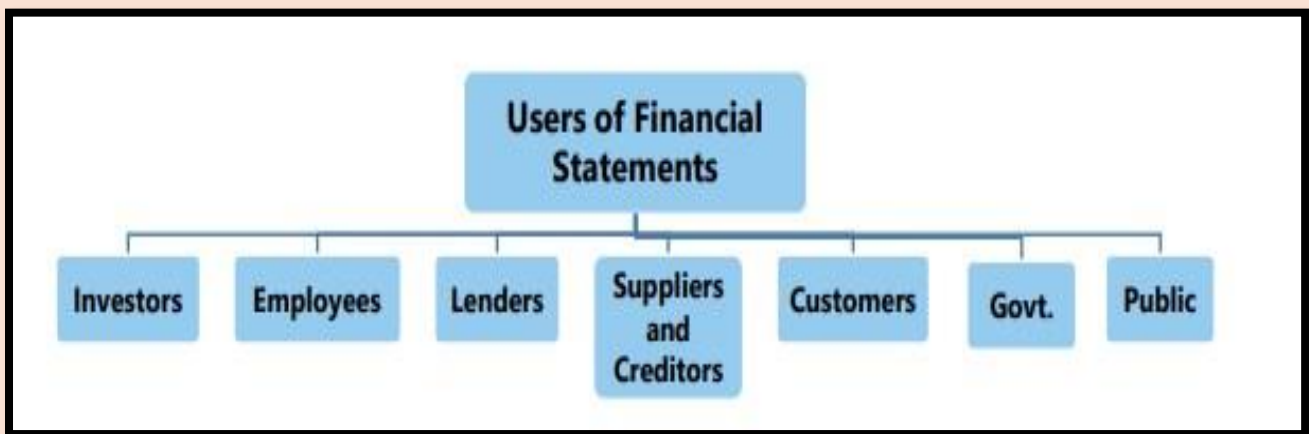 Users of Financial
Statements
Investors
Employees
Lenders
Suppliers
and
Creditors
Customers
Govt.
Public